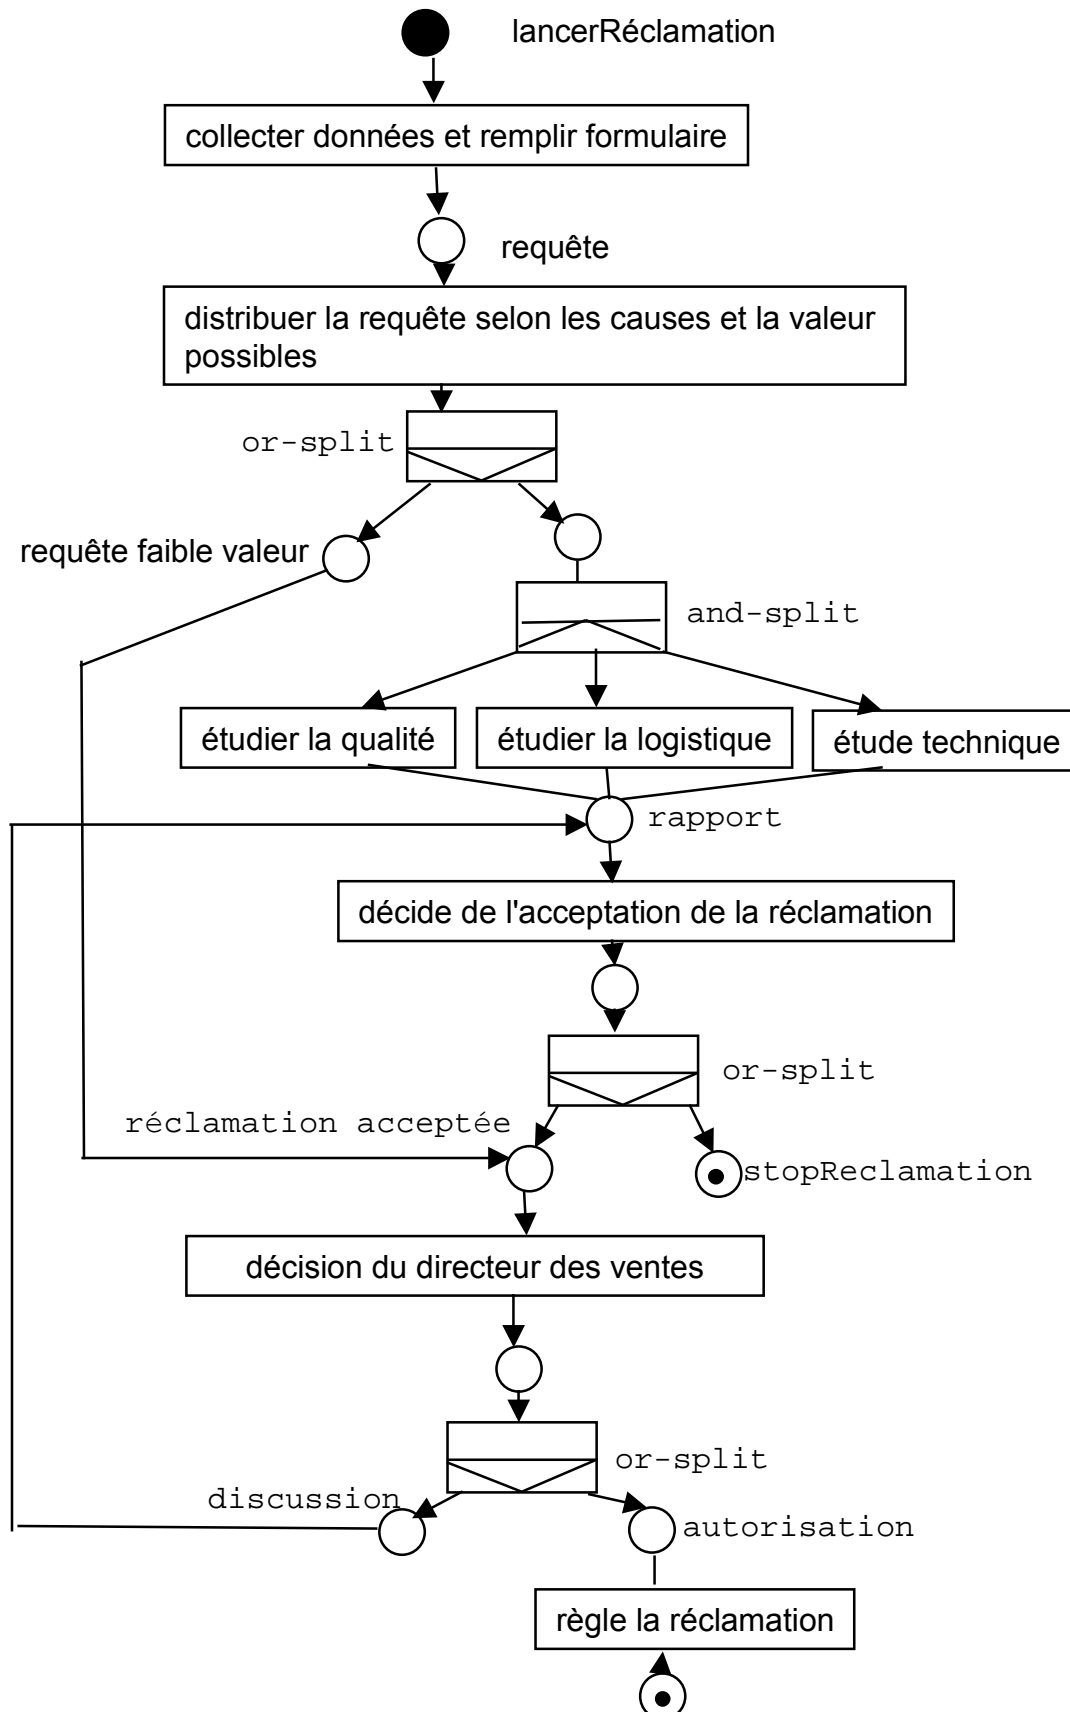 lancerRéclamation
collecter données et remplir formulaire
requête
distribuer la requête selon les causes et la valeur
possibles
or-split
requête faible valeur
and-split
étudier la qualité
étudier la logistique
étude technique
rapport
décide de l'acceptation de la réclamation
or-split
réclamation acceptée
stopReclamation
décision du directeur des ventes
or-split
discussion
autorisation
règle la réclamation